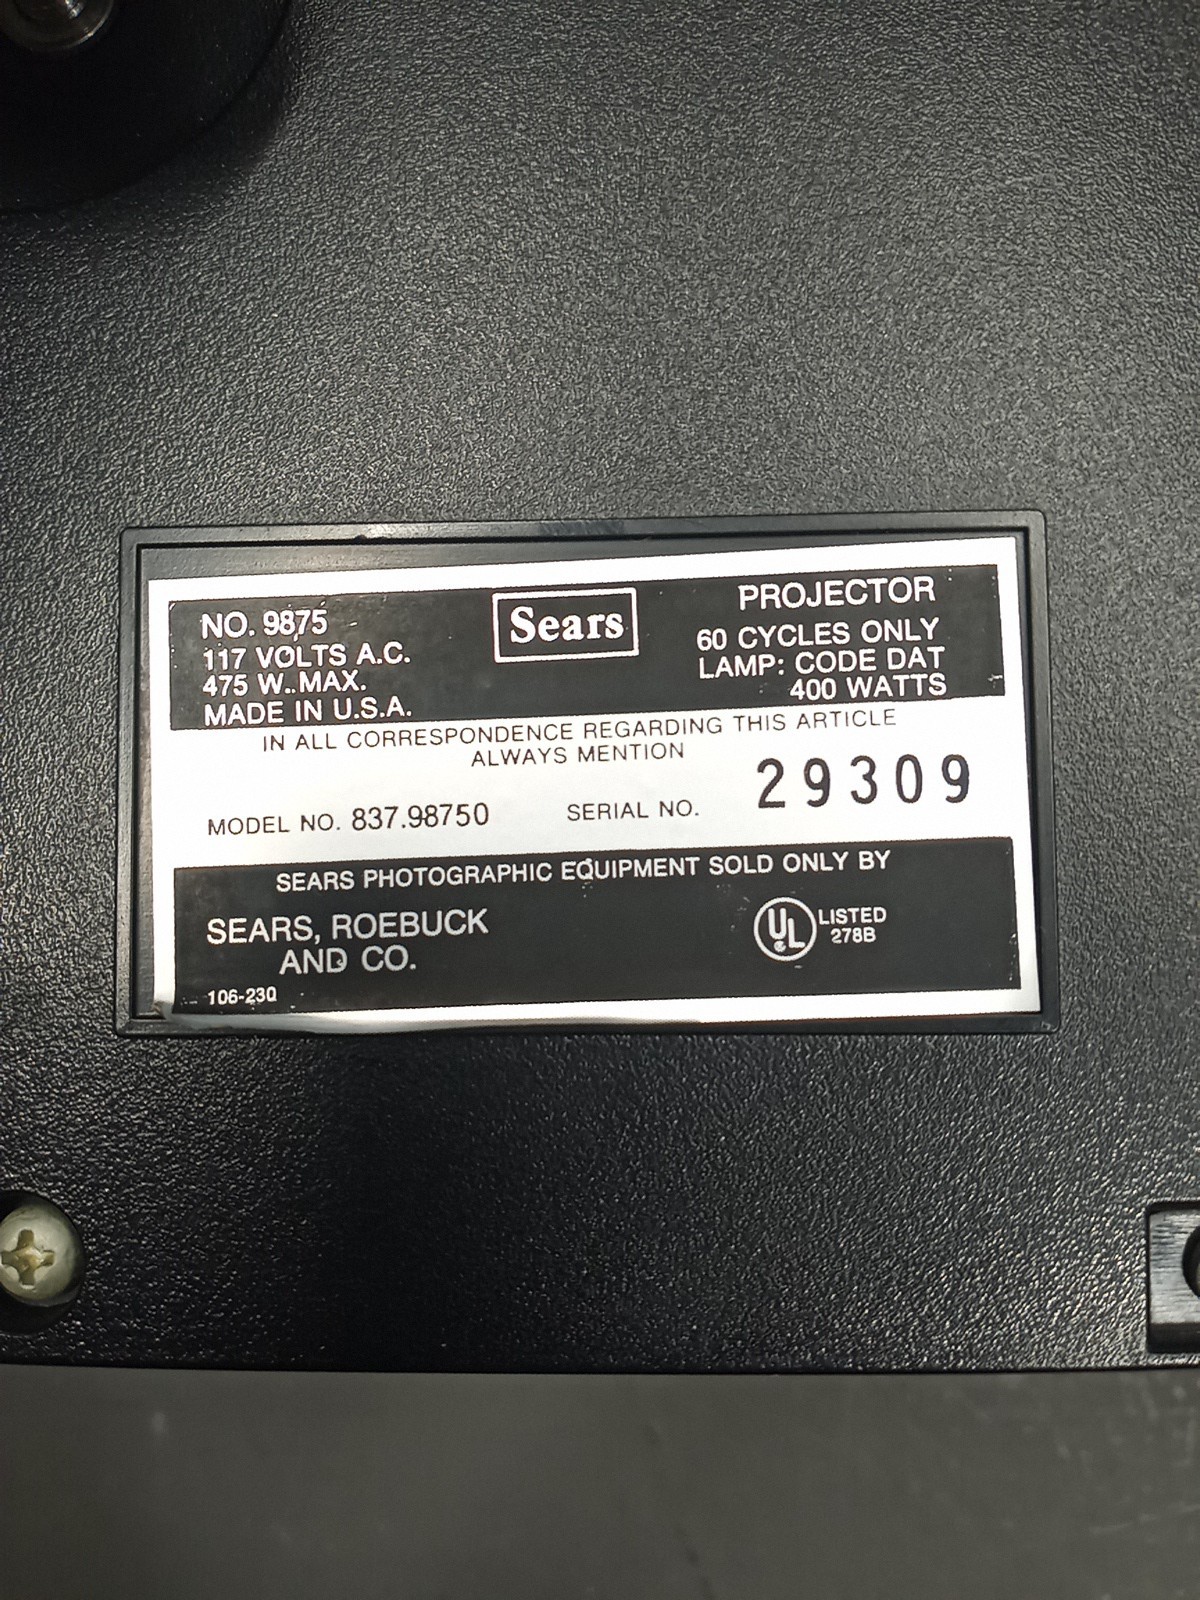 NO. 9875
117 VOLTS A.C.
475 W..MAX.
MADE IN U.S.A.
Sears
PROJECTOR
60 CYCLES ONLY
LAMP: CODE DAT
400 WATTS
IN ALL CORRESPONDENCE REGARDING THIS ARTICLE
ALWAYS MENTION
MODEL NO. 837.98750 SERIAL NO. 29309
SEARS PHOTOGRAPHIC EQUIPMENT SOLD ONLY BY
SEARS, ROEBUCK
AND CO.
UL LISTED
278B
106-230